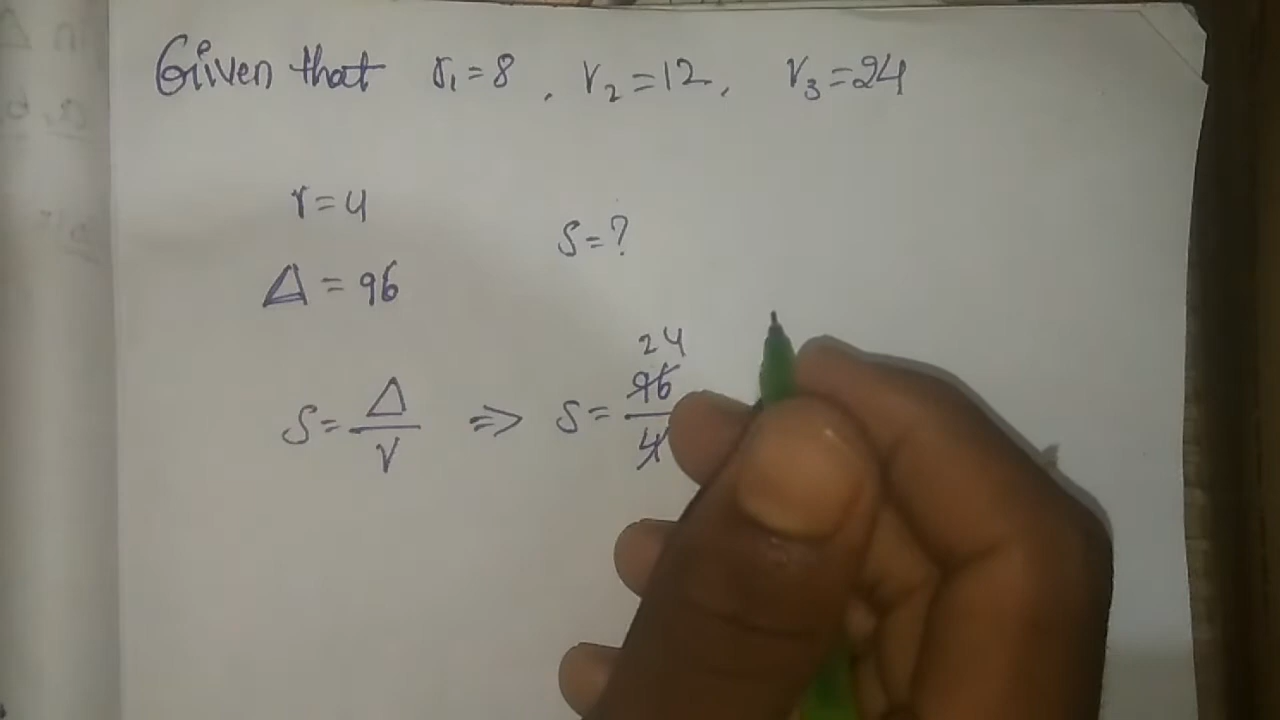 Given that r₁=8 , r₂=12, r₃=24
r=4
S=?
Δ=96
S=Δ/r ⇒ S=96/4 24